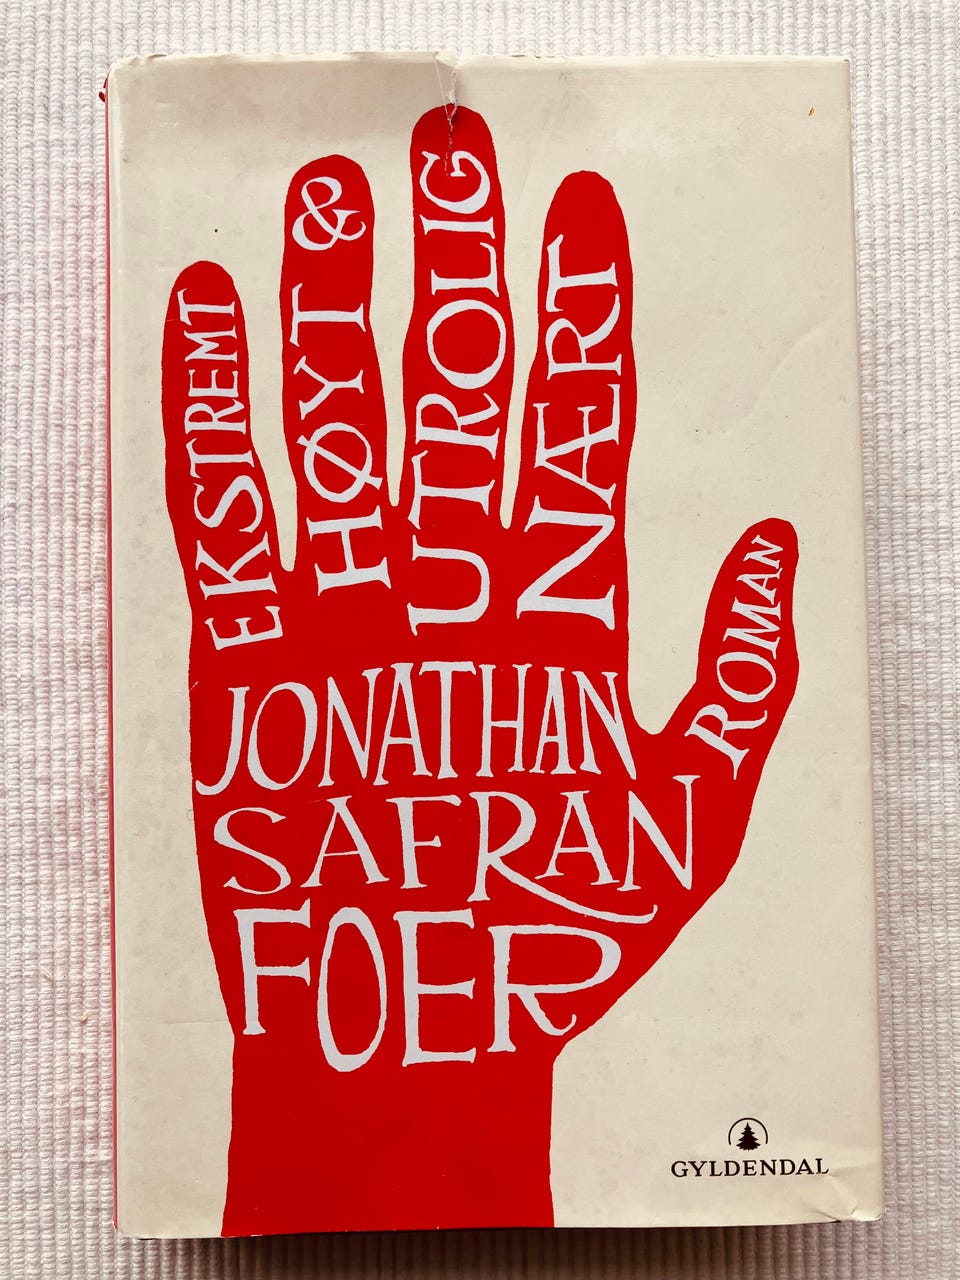 EKSTREMT
HØYT &
UTROLIG
NÆRT
ROMAN
JONATHAN
SAFRAN
FOER
GYLDENDAL